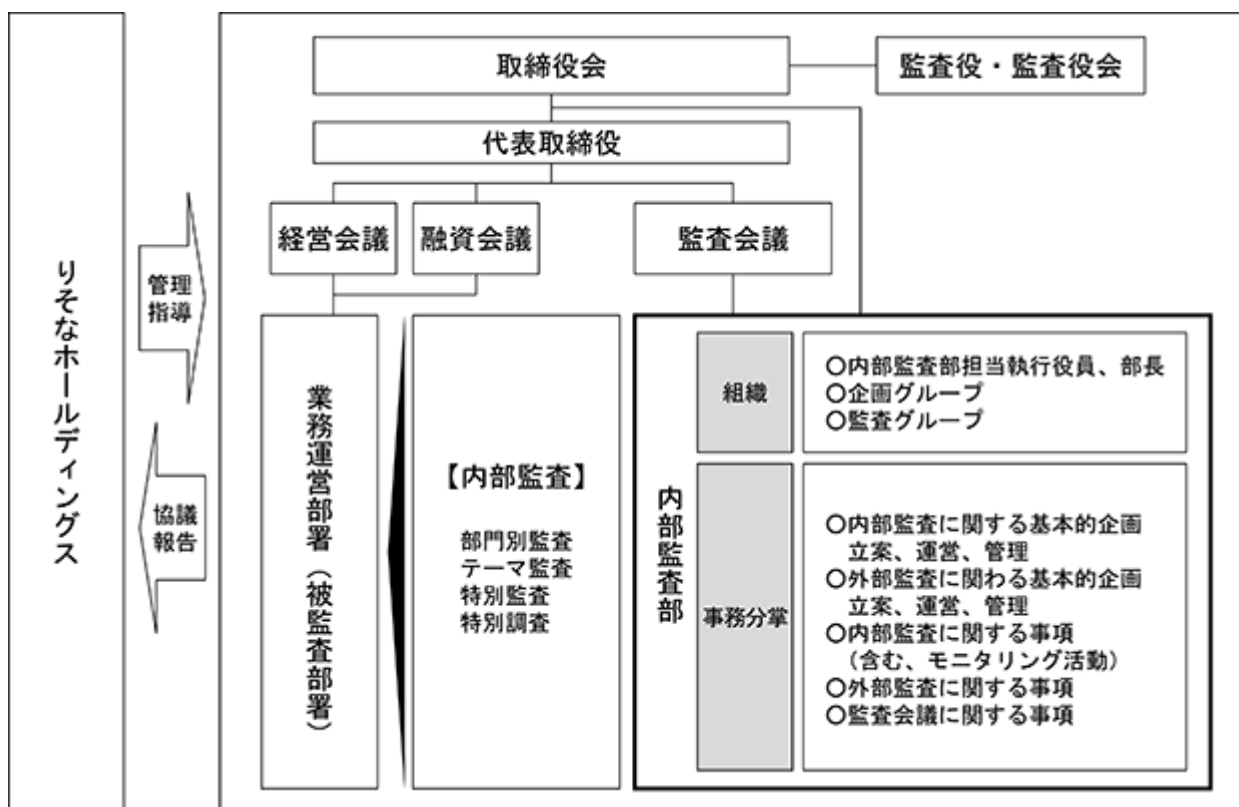 りそなホールディングス
管理
指導
協議
報告
取締役会
監査役・監査役会
代表取締役
経営会議
融資会議
監査会議
業務運営部署（被監査部署）
【内部監査】
部門別監査
テーマ監査
特別監査
特別調査
内部監査部
組織
○内部監査部担当執行役員、部長
○企画グループ
○監査グループ
事務分掌
○内部監査に関する基本的企画
立案、運営、管理
○外部監査に関わる基本的企画
立案、運営、管理
○内部監査に関する事項
（含む、モニタリング活動）
○外部監査に関する事項
○監査会議に関する事項